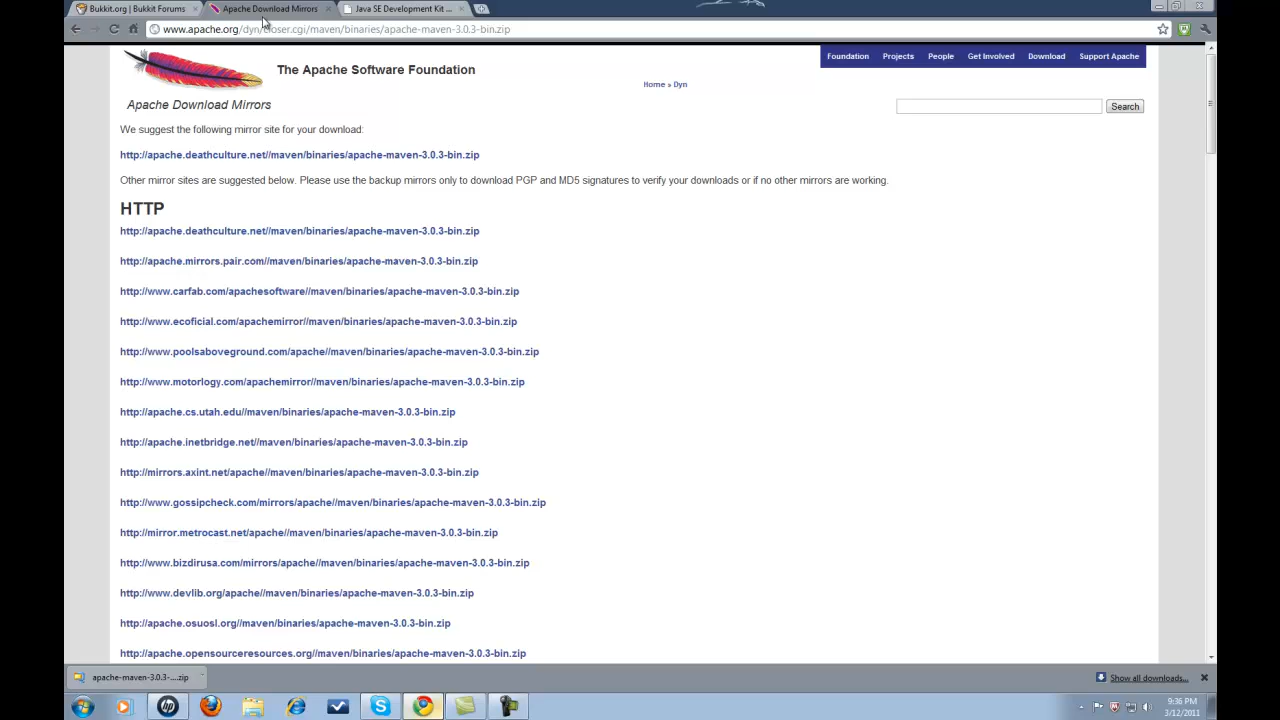 Bukkit.org | Bukkit Forums
Apache Download Mirrors
Java SE Development Kit ...
www.apache.org/dyn/closer.cgi/maven/binaries/apache-maven-3.0.3-bin.zip
The Apache Software Foundation
Foundation Projects People Get Involved Download Support Apache
Home » Dyn
Apache Download Mirrors
Search
We suggest the following mirror site for your download:
http://apache.deathculture.net//maven/binaries/apache-maven-3.0.3-bin.zip
Other mirror sites are suggested below. Please use the backup mirrors only to download PGP and MD5 signatures to verify your downloads or if no other mirrors are working.
HTTP
http://apache.deathculture.net//maven/binaries/apache-maven-3.0.3-bin.zip
http://apache.mirrors.pair.com//maven/binaries/apache-maven-3.0.3-bin.zip
http://www.carfab.com/apachesoftware//maven/binaries/apache-maven-3.0.3-bin.zip
http://www.ecoficial.com/apachemirror//maven/binaries/apache-maven-3.0.3-bin.zip
http://www.poolsaboveground.com/apache//maven/binaries/apache-maven-3.0.3-bin.zip
http://www.motorlogy.com/apachemirror//maven/binaries/apache-maven-3.0.3-bin.zip
http://apache.cs.utah.edu//maven/binaries/apache-maven-3.0.3-bin.zip
http://apache.inetbridge.net//maven/binaries/apache-maven-3.0.3-bin.zip
http://mirrors.axint.net/apache//maven/binaries/apache-maven-3.0.3-bin.zip
http://www.gossipcheck.com/mirrors/apache//maven/binaries/apache-maven-3.0.3-bin.zip
http://mirror.metrocast.net/apache//maven/binaries/apache-maven-3.0.3-bin.zip
http://www.bizdirusa.com/mirrors/apache//maven/binaries/apache-maven-3.0.3-bin.zip
http://www.devlib.org/apache//maven/binaries/apache-maven-3.0.3-bin.zip
http://apache.osuosl.org//maven/binaries/apache-maven-3.0.3-bin.zip
http://apache.opensourceresources.org//maven/binaries/apache-maven-3.0.3-bin.zip
apache-maven-3.0.3-....zip
Show all downloads...
9:36 PM
3/12/2011